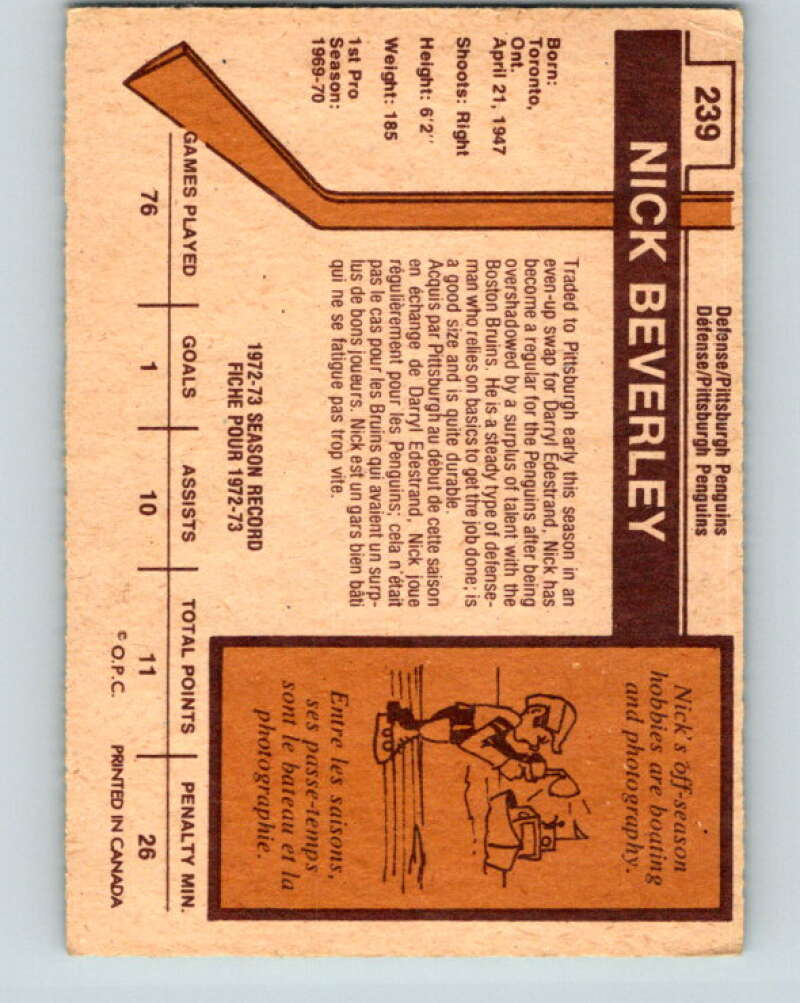 239
Defense/Pittsburgh Penguins
Défense/Pittsburgh Penguins
NICK BEVERLEY
Born:
Toronto,
Ont.
April 21, 1947
Shoots: Right
Height: 6'2"
Weight: 185
1st Pro
Season:
1969-70
Traded to Pittsburgh early this season in an
even-up swap for Darryl Edestrand, Nick has
become a regular for the Penguins after being
overshadowed by a surplus of talent with the
Boston Bruins. He is a steady type of defense-
man who relies on basics to get the job done; is
a good size and is quite durable.
Acquis par Pittsburgh au début de cette saison
en échange de Darryl Edestrand, Nick joue
régulièrement pour les Penguins; cela n'était
pas le cas pour les Bruins qui avaient un surp-
lus de bons joueurs. Nick est un gars bien bâti
qui ne se fatigue pas trop vite.
Nick's off-season
hobbies are boating
and photography.
Entre les saisons,
ses passe-temps
sont le bateau et la
photographie.
1972-73 SEASON RECORD
FICHE POUR 1972-73
GAMES PLAYED GOALS ASSISTS TOTAL POINTS PENALTY MIN.
76 1 10 11 26
© O.P.C. PRINTED IN CANADA